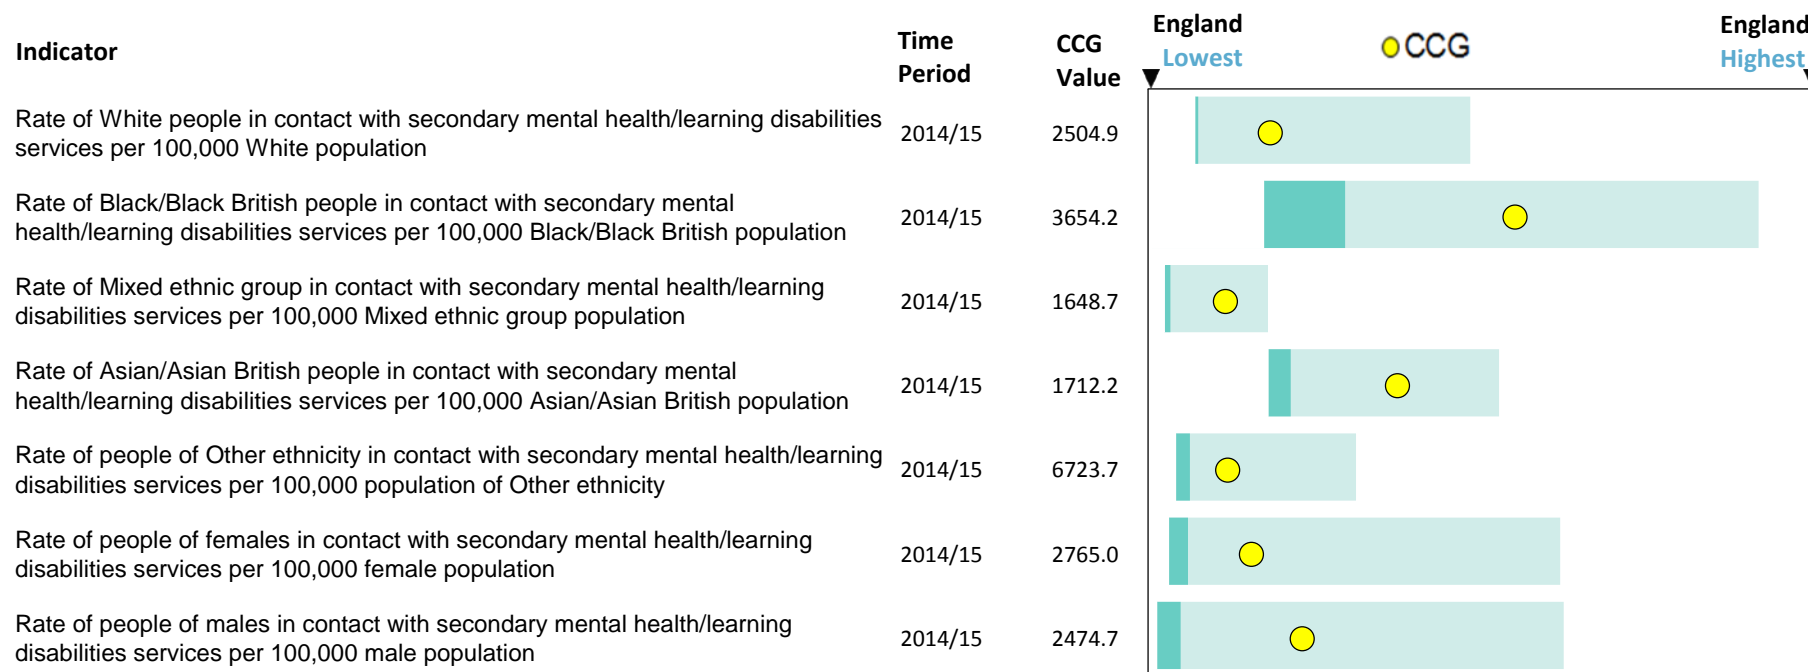 Indicator
Time
Period
CCG
Value
England
Lowest
CCG
England
Highest
Rate of White people in contact with secondary mental health/learning disabilities
services per 100,000 White population
2014/15
2504.9
Rate of Black/Black British people in contact with secondary mental
health/learning disabilities services per 100,000 Black/Black British population
2014/15
3654.2
Rate of Mixed ethnic group in contact with secondary mental health/learning
disabilities services per 100,000 Mixed ethnic group population
2014/15
1648.7
Rate of Asian/Asian British people in contact with secondary mental
health/learning disabilities services per 100,000 Asian/Asian British population
2014/15
1712.2
Rate of people of Other ethnicity in contact with secondary mental health/learning
disabilities services per 100,000 population of Other ethnicity
2014/15
6723.7
Rate of people of females in contact with secondary mental health/learning
disabilities services per 100,000 female population
2014/15
2765.0
Rate of people of males in contact with secondary mental health/learning
disabilities services per 100,000 male population
2014/15
2474.7